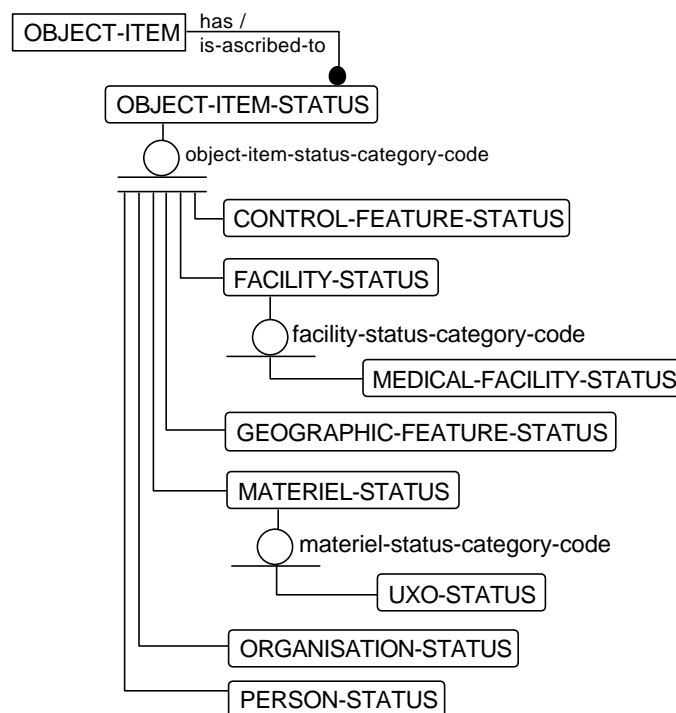 OBJECT-ITEM
has /
is-ascribed-to
OBJECT-ITEM-STATUS
object-item-status-category-code
CONTROL-FEATURE-STATUS
FACILITY-STATUS
facility-status-category-code
MEDICAL-FACILITY-STATUS
GEOGRAPHIC-FEATURE-STATUS
MATERIEL-STATUS
materiel-status-category-code
UXO-STATUS
ORGANISATION-STATUS
PERSON-STATUS